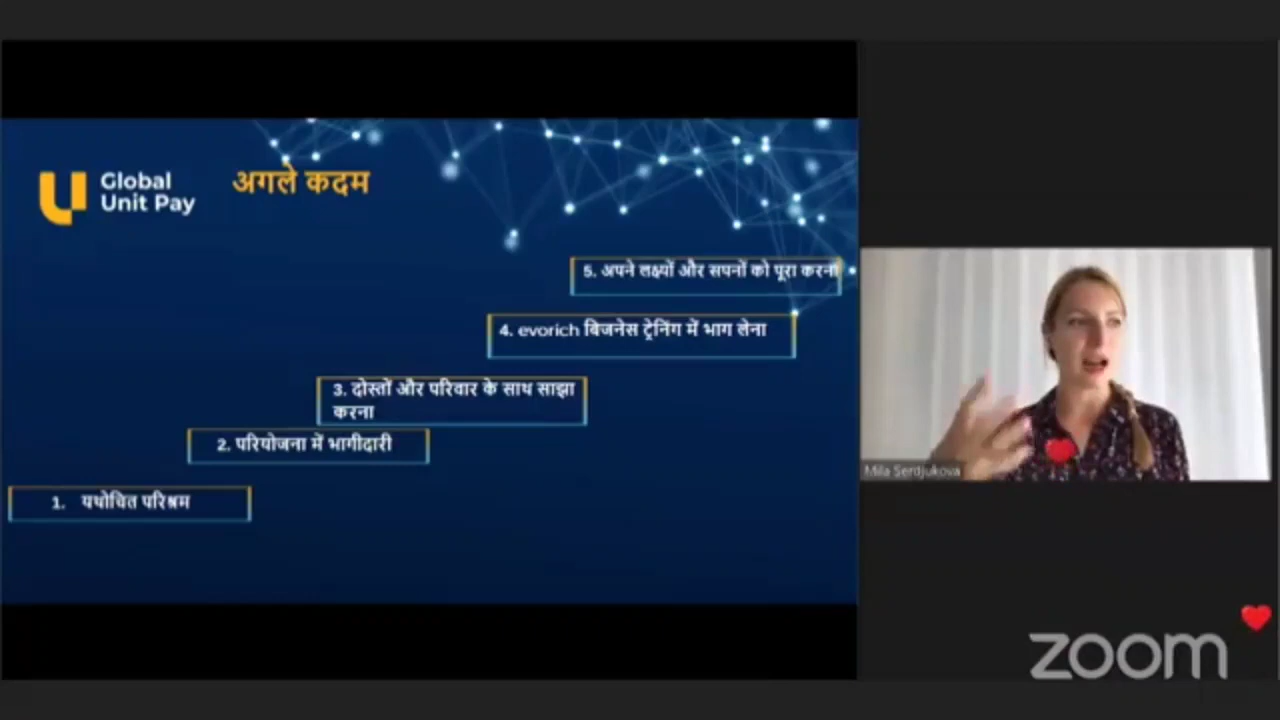 Global
Unit Pay
अगले कदम
5. अपने लक्ष्यों और सपनों को पूरा करना
4. evorich बिजनेस ट्रेनिंग में भाग लेना
3. दोस्तों और परिवार के साथ साझा
करना
2. परियोजना में भागीदारी
1. यथोचित परिश्रम
Mila Serdjukova
zoom